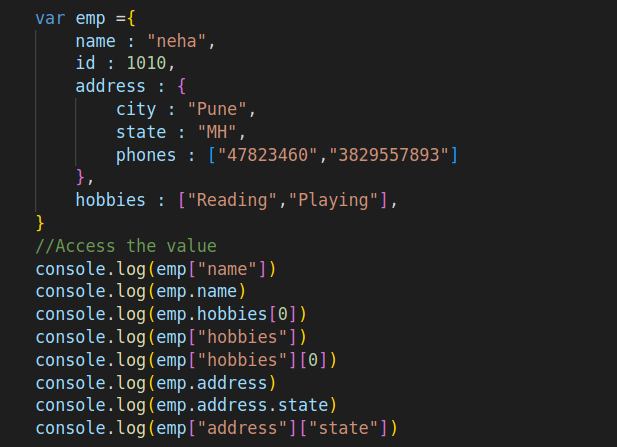 var emp ={
name : "neha",
id : 1010,
address : {
city : "Pune",
state : "MH",
phones : ["47823460","3829557893"]
},
hobbies : ["Reading","Playing"],
}
//Access the value
console.log(emp["name"])
console.log(emp.name)
console.log(emp.hobbies[0])
console.log(emp["hobbies"])
console.log(emp["hobbies"][0])
console.log(emp.address)
console.log(emp.address.state)
console.log(emp["address"]["state"])